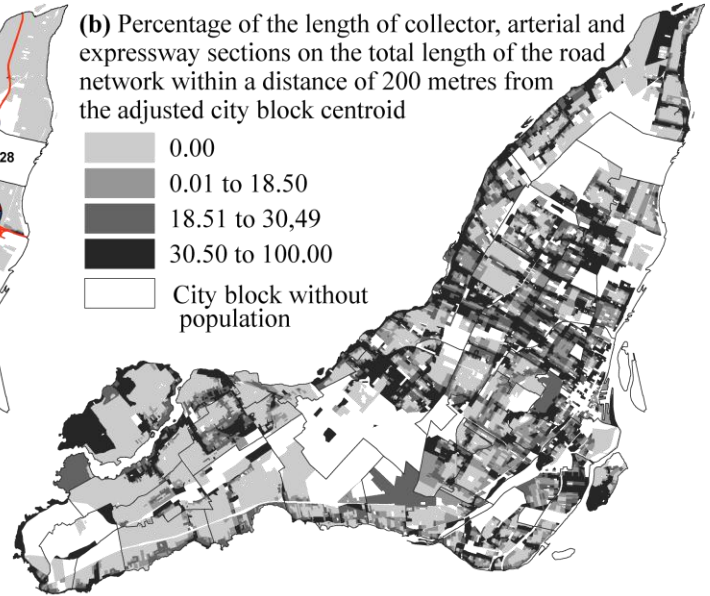 (b) Percentage of the length of collector, arterial and
expressway sections on the total length of the road
network within a distance of 200 metres from
the adjusted city block centroid
28
0.00
0.01 to 18.50
18.51 to 30,49
30.50 to 100.00
City block without
population